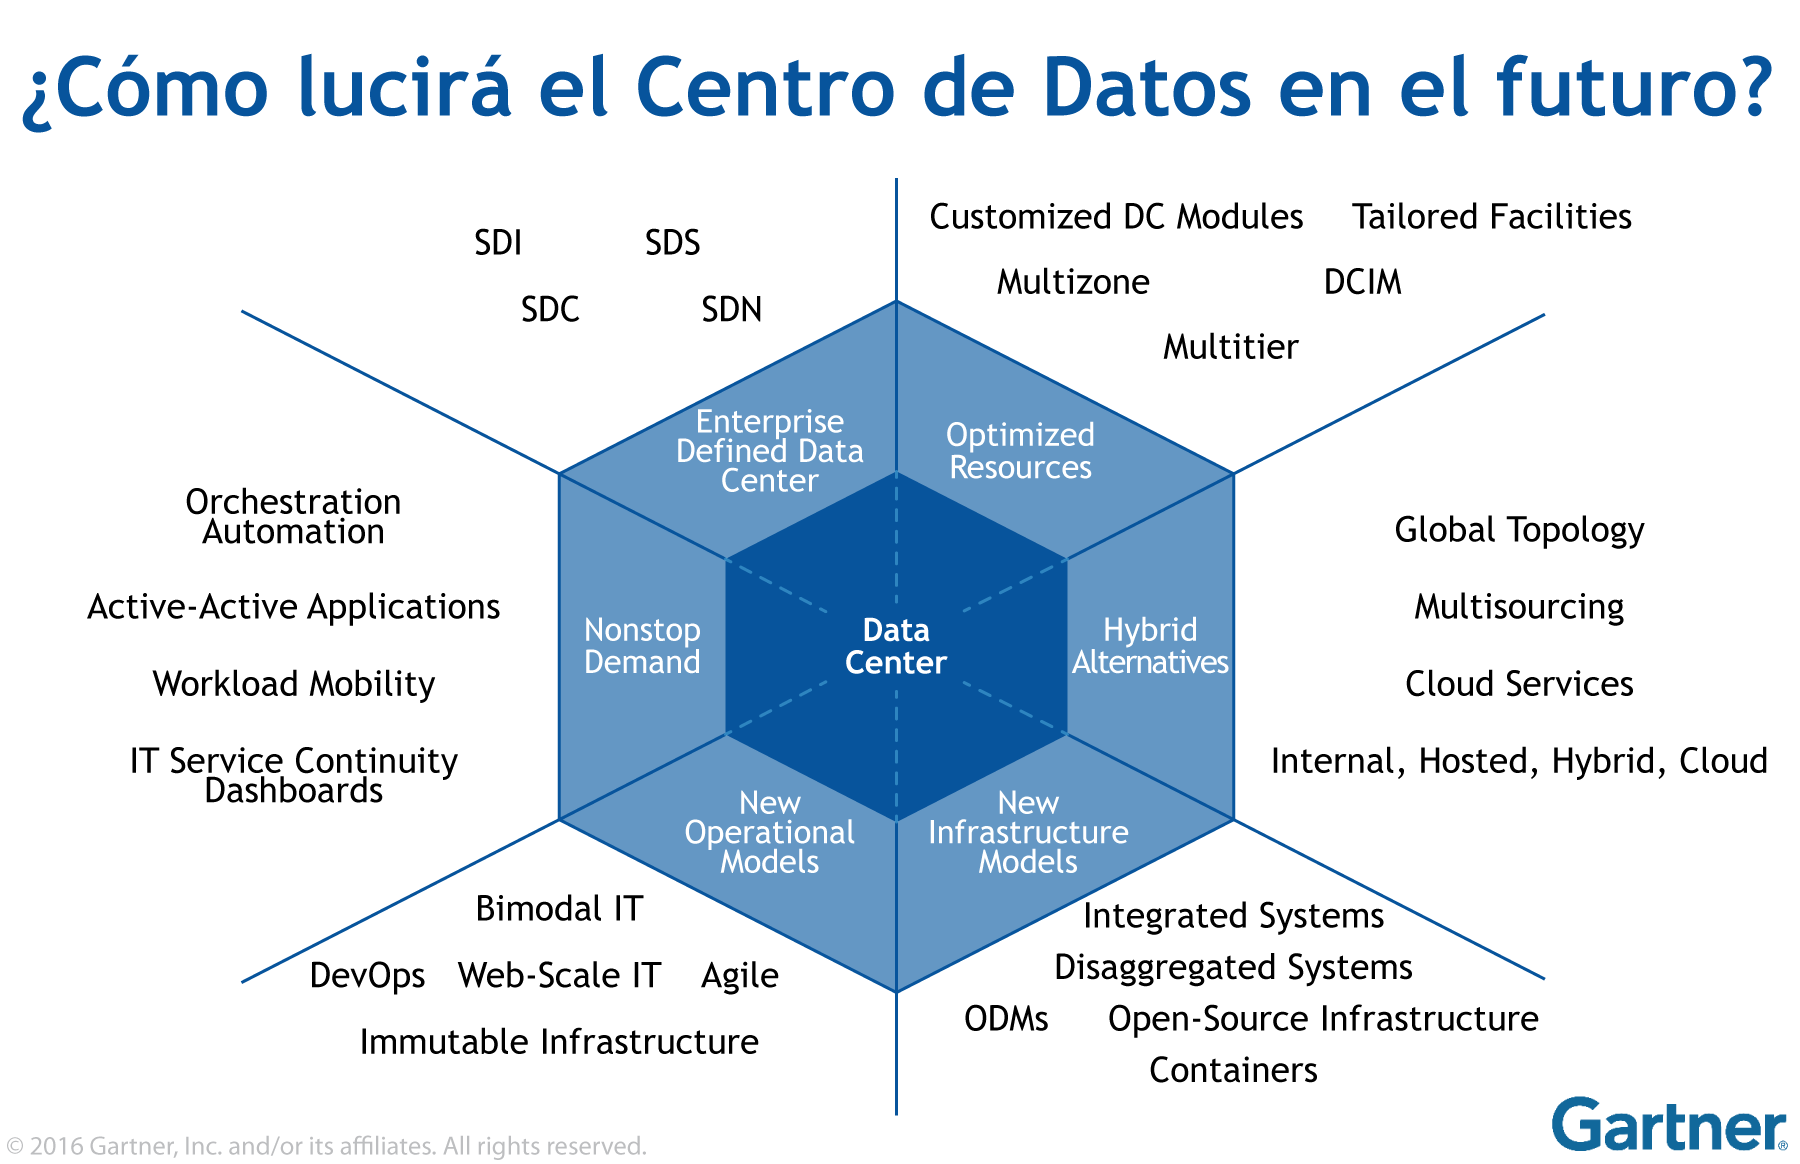 ¿Cómo lucirá el Centro de Datos en el futuro?
SDI SDS
SDC SDN
Customized DC Modules Tailored Facilities
Multizone DCIM
Multitier
Enterprise
Defined Data
Center
Optimized
Resources
Orchestration
Automation
Active-Active Applications
Workload Mobility
IT Service Continuity
Dashboards
Nonstop
Demand
Data
Center
Hybrid
Alternatives
Global Topology
Multisourcing
Cloud Services
Internal, Hosted, Hybrid, Cloud
New
Operational
Models
New
Infrastructure
Models
Bimodal IT
DevOps Web-Scale IT Agile
Immutable Infrastructure
Integrated Systems
Disaggregated Systems
ODMs Open-Source Infrastructure
Containers
© 2016 Gartner, Inc. and/or its affiliates. All rights reserved.
Gartner®